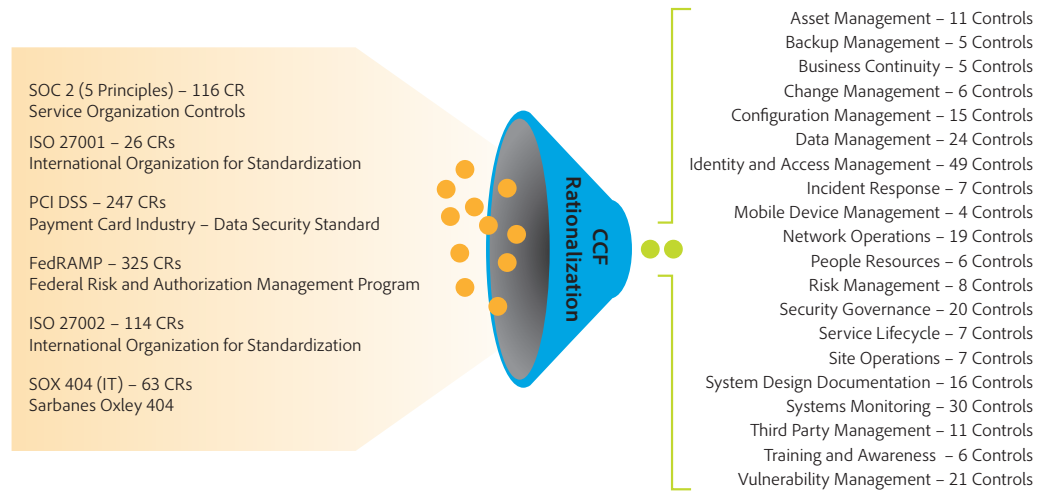 SOC 2 (5 Principles) – 116 CR
Service Organization Controls
ISO 27001 – 26 CRs
International Organization for Standardization
PCI DSS – 247 CRs
Payment Card Industry – Data Security Standard
FedRAMP – 325 CRs
Federal Risk and Authorization Management Program
ISO 27002 – 114 CRs
International Organization for Standardization
SOX 404 (IT) – 63 CRs
Sarbanes Oxley 404
CCF
Rationalization
Asset Management – 11 Controls
Backup Management – 5 Controls
Business Continuity – 5 Controls
Change Management – 6 Controls
Configuration Management – 15 Controls
Data Management – 24 Controls
Identity and Access Management – 49 Controls
Incident Response – 7 Controls
Mobile Device Management – 4 Controls
Network Operations – 19 Controls
People Resources – 6 Controls
Risk Management – 8 Controls
Security Governance – 20 Controls
Service Lifecycle – 7 Controls
Site Operations – 7 Controls
System Design Documentation – 16 Controls
Systems Monitoring – 30 Controls
Third Party Management – 11 Controls
Training and Awareness – 6 Controls
Vulnerability Management – 21 Controls